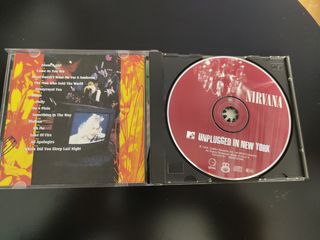 About A Girl
Come As You Are
Jesus Doesn't Want Me For A Sunbeam
The Man Who Sold The World
Pennyroyal Tea
Dumb
Polly
On A Plain
Something In The Way
Plateau
Oh Me
Lake Of Fire
All Apologies
Where Did You Sleep Last Night
NIRVANA
MTV
UNPLUGGED IN NEW YORK